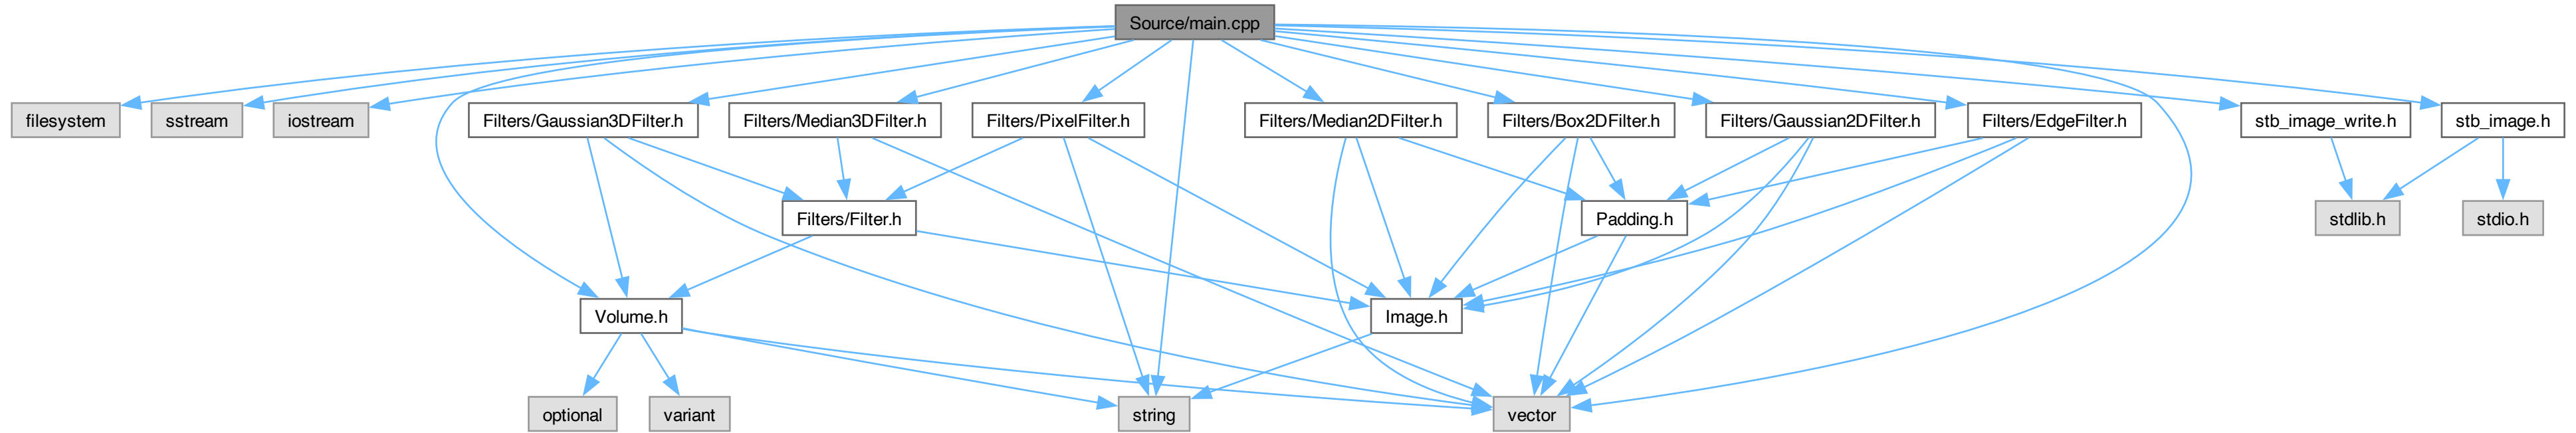 Source/main.cpp
filesystem
sstream
iostream
Filters/Gaussian3DFilter.h
Filters/Median3DFilter.h
Filters/PixelFilter.h
Filters/Median2DFilter.h
Filters/Box2DFilter.h
Filters/Gaussian2DFilter.h
Filters/EdgeFilter.h
stb_image_write.h
stb_image.h
Filters/Filter.h
Padding.h
stdlib.h
stdio.h
Volume.h
Image.h
optional
variant
string
vector